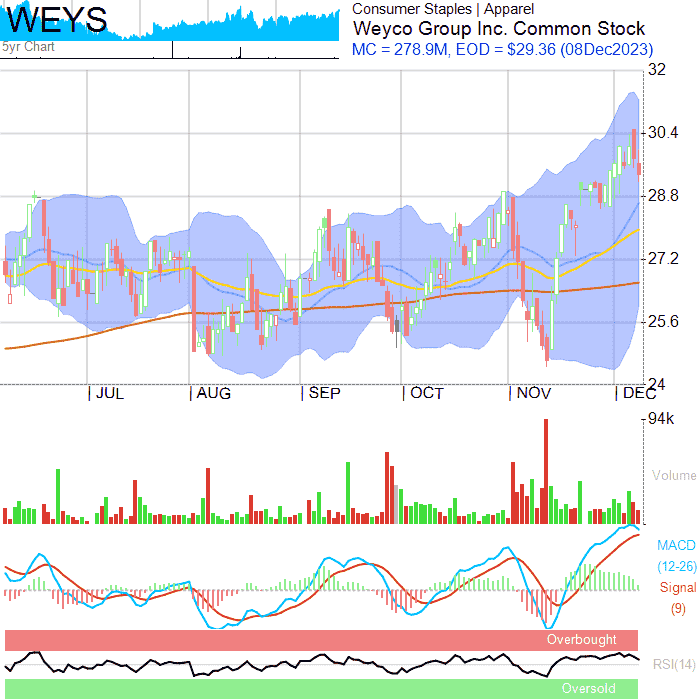 WEYS
5yr Chart
Consumer Staples | Apparel
Weyco Group Inc. Common Stock
MC = 278.9M, EOD = $29.36 (08Dec2023)
32
30.4
28.8
27.2
25.6
24
JUL AUG SEP OCT NOV DEC
94k
Volume
MACD
(12-26)
Signal
(9)
Overbought
RSI(14)
Oversold